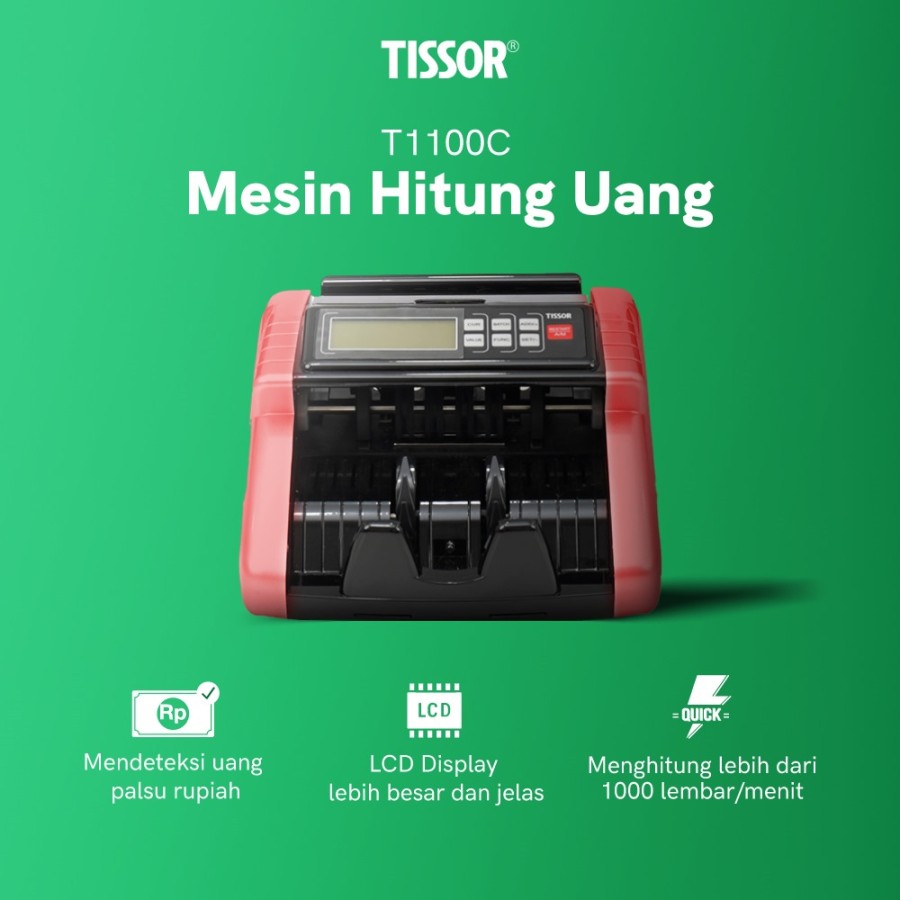 TISSOR®
T1100C
Mesin Hitung Uang
TISSOR
Rp
LCD
QUICK
Mendeteksi uang
palsu rupiah
LCD Display
lebih besar dan jelas
Menghitung lebih dari
1000 lembar/menit